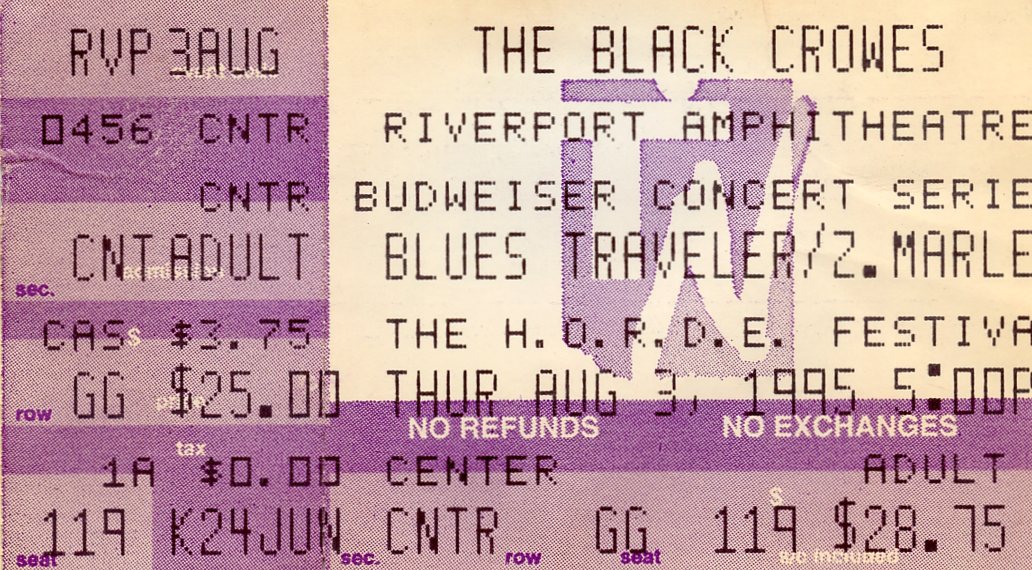 RVP 3AUG THE BLACK CROWES
0456 CNTR RIVERPORT AMPHITHEATRE
CNTR BUDWEISER CONCERT SERIE
CNT ADULT BLUES TRAVELER/Z.MARLE
admission
sec.
CAS $ $3.75 THE H.O.R.D.E. FESTIVA
row GG $25.00 THUR AUG 3, 1995 5:00P
price
NO REFUNDS NO EXCHANGES
tax
1A $0.00 CENTER ADULT
$
119 K24JUN CNTR GG 119 $28.75
seat sec. row seat s/c included